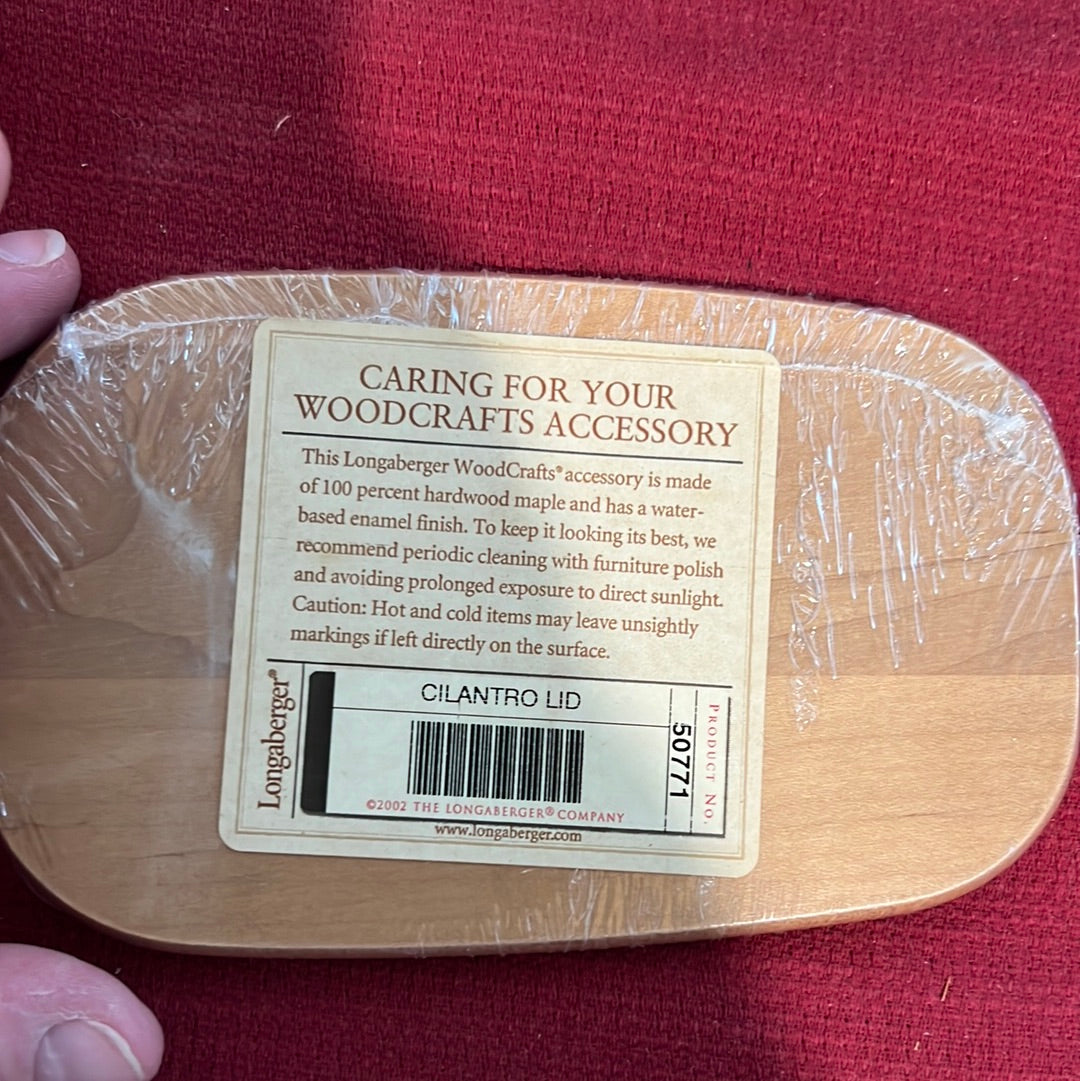 CARING FOR YOUR
WOODCRAFTS ACCESSORY
This Longaberger WoodCrafts® accessory is made
of 100 percent hardwood maple and has a water-
based enamel finish. To keep it looking its best, we
recommend periodic cleaning with furniture polish
and avoiding prolonged exposure to direct sunlight.
Caution: Hot and cold items may leave unsightly
markings if left directly on the surface.
Longaberger®
CILANTRO LID
50771
PRODUCT NO.
©2002 THE LONGABERGER® COMPANY
www.longaberger.com